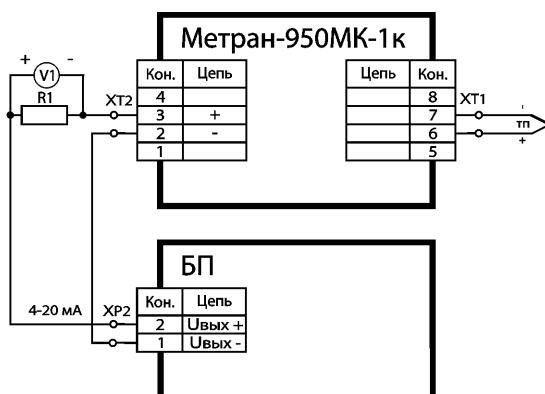 Метран-950МК-1к
+ -
V1
R1
XT2
Кон. Цепь
4
3 +
2 -
1
Цепь Кон.
8
7
6
5
XT1
-
тп
+
БП
4-20 мА
XP2
Кон. Цепь
2 Uвых +
1 Uвых -